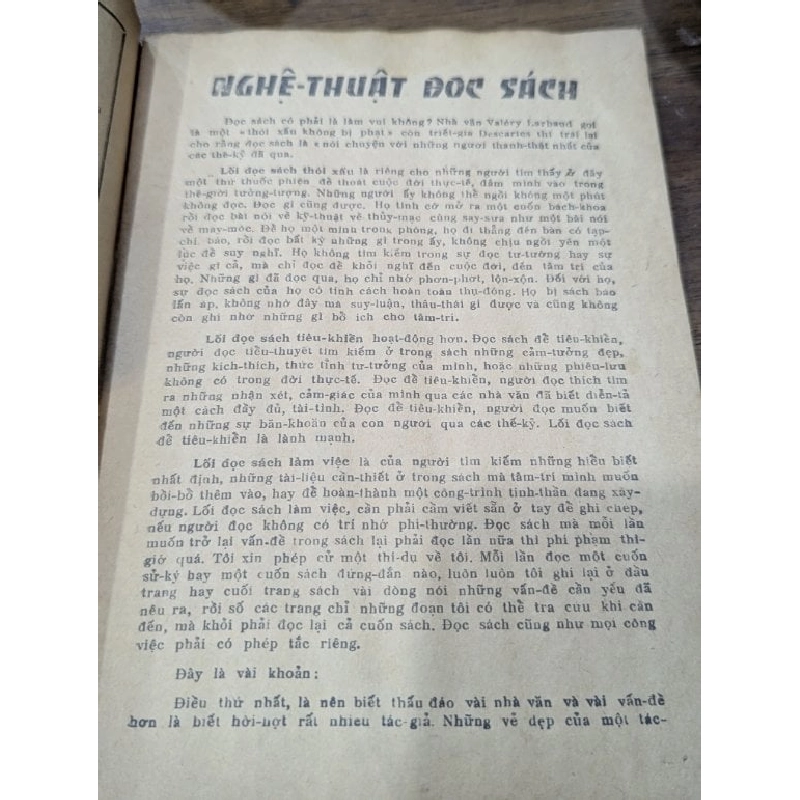 NGHỆ-THUẬT ĐỌC SÁCH
Đọc sách có phải là làm vui không? Nhà văn Valéry Larbaud gọi
là một «thói xấu không bị phạt» còn triết-gia Descartes thì trái lại
cho rằng đọc sách là «nói chuyện với những người thành-thật nhất của
các thế-kỷ đã qua.
Lối đọc sách thói xấu là riêng cho những người tìm thấy ở đây
một thứ thuốc phiện để thoát cuộc đời thực-tế, đắm mình vào trong
thế-giới tưởng-tượng. Những người ấy không thể ngồi không một phút
không đọc. Đọc gì cũng được. Họ tình cờ mở ra một cuốn bách-khoa
rồi đọc bài nói về kỹ-thuật vẽ thủy-mạc cũng say-sưa như một bài nói
về máy-móc. Để họ một mình trong phòng, họ đi thẳng đến bàn có tạp-
chí, báo, rồi đọc bất kỳ những gì trong ấy, không chịu ngồi yên một
lúc để suy nghĩ. Họ không tìm kiếm trong sự đọc tư-tưởng hay sự
việc gì cả, mà chỉ đọc để khỏi nghĩ đến cuộc đời, đến tâm trí của
họ. Những gì đã đọc qua, họ chỉ nhớ phơn-phớt, lộn-xộn. Đối với họ,
sự đọc sách của họ có tính cách hoàn toàn thụ-động. Họ bị sách báo
lấn áp, không nhờ đây mà suy-luận, thâu-thái gì được và cũng không
còn ghi nhớ những gì bổ ích cho tâm-trí.
Lối đọc sách tiêu-khiển hoạt-động hơn. Đọc sách để tiêu-khiển,
người đọc tiểu-thuyết tìm kiếm ở trong sách những cảm-tưởng đẹp,
những kích-thích, thức tỉnh tư-tưởng của mình, hoặc những phiêu-lưu
không có trong đời thực-tế. Đọc để tiêu-khiển, người đọc thích tìm
ra những nhận xét, cảm-giác của mình qua các nhà văn đã biết diễn-tả
một cách đầy đủ, tài-tình. Đọc để tiêu-khiển, người đọc muốn biết
đến những sự băn-khoăn của con người qua các thế-kỷ. Lối đọc sách
để tiêu-khiển là lành mạnh.
Lối đọc sách làm việc là của người tìm kiếm những hiểu biết
nhất định, những tài-liệu cần-thiết ở trong sách mà tâm-trí mình muốn
bồi-bổ thêm vào, hay để hoàn-thành một công-trình tinh-thần đang xây-
dựng. Lối đọc sách làm việc, cần phải cầm viết sẵn ở tay để ghi chép,
nếu người đọc không có trí nhớ phi-thường. Đọc sách mà mỗi lần
muốn trở lại vấn-đề trong sách lại phải đọc lần nữa thì phí phạm thì-
giờ quá. Tôi xin phép cử một thí-dụ về tôi. Mỗi lần đọc một cuốn
sử-ký hay một cuốn sách đứng-đắn nào, luôn luôn tôi ghi lại ở đầu
trang hay cuối trang sách vài dòng nói những vấn-đề cần yếu đã
nêu ra, rồi số các trang chỉ những đoạn tôi có thể tra cứu khi cần
đến, mà khỏi phải đọc lại cả cuốn sách. Đọc sách cũng như mọi công
việc phải có phép tắc riêng.
Đây là vài khoản:
Điều thứ nhất, là nên biết thấu đáo vài nhà văn và vài vấn-đề
hơn là biết hời-hợt rất nhiều tác-giả. Những vẻ đẹp của một tác-